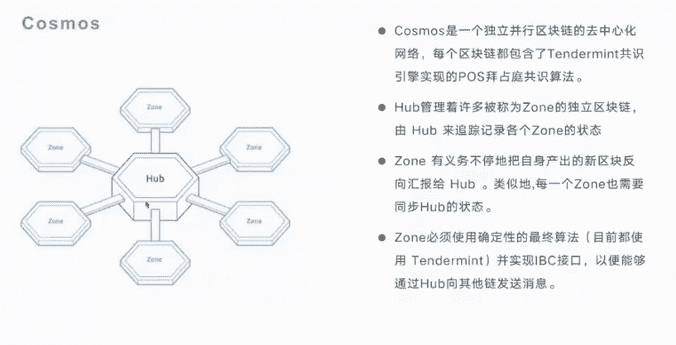 Cosmos
Zone
Zone
Zone
Hub
Zone
Zone
Zone
Cosmos是一个独立并行区块链的去中心化
网络，每个区块链都包含了Tendermint共识
引擎实现的POS拜占庭共识算法。
Hub管理着许多被称为Zone的独立区块链，
由 Hub 来追踪记录各个Zone的状态
Zone 有义务不停地把自身产出的新区块反
向汇报给 Hub 。类似地,每一个Zone也需要
同步Hub的状态。
Zone必须使用确定性的最终算法（目前都使
用 Tendermint）并实现IBC接口，以便能够
通过Hub向其他链发送消息。